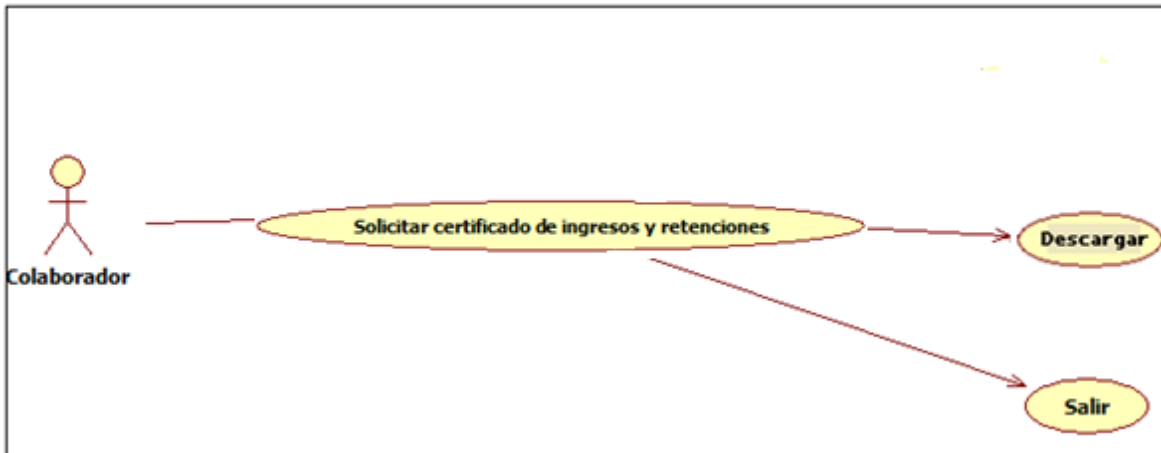 Colaborador
Solicitar certificado de ingresos y retenciones
Descargar
Salir